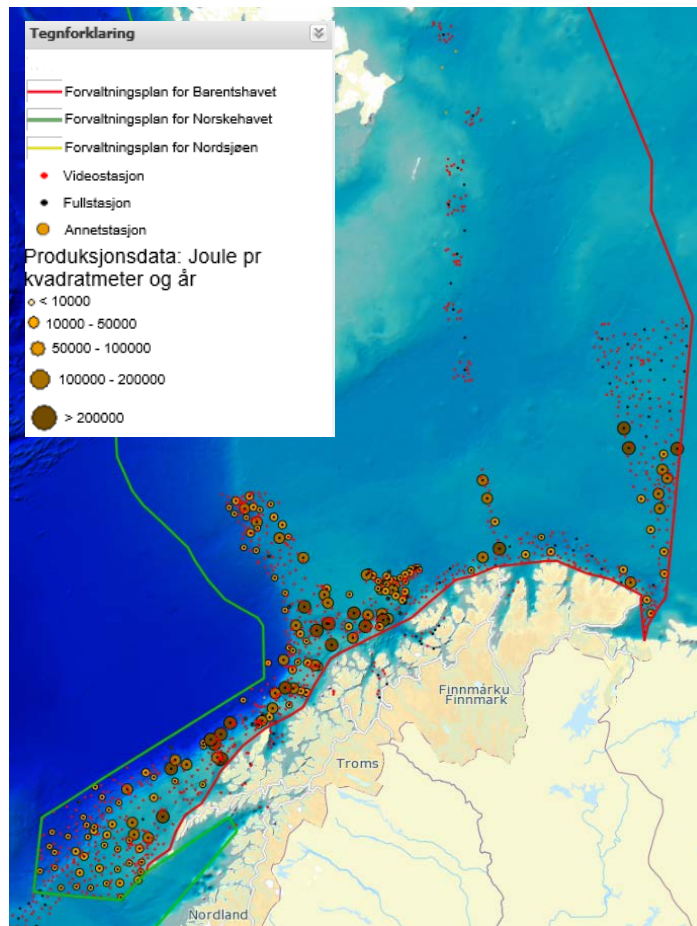 Tegnforklaring
Forvaltningsplan for Barentshavet
Forvaltningsplan for Norskehavet
Forvaltningsplan for Nordsjøen
Videostasjon
Fullstasjon
Annetstasjon
Produksjonsdata: Joule pr
kvadratmeter og år
< 10000
10000 - 50000
50000 - 100000
100000 - 200000
> 200000
Finnmárku
Finnmark
Troms
Nordland